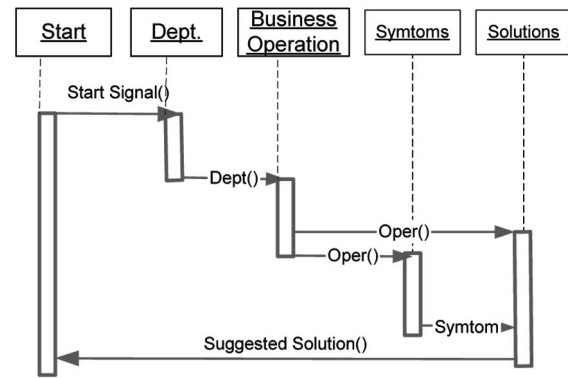 Start
Dept.
Business
Operation
Symtoms
Solutions
Start Signal()
Dept()
Oper()
Oper()
Symtom
Suggested Solution()